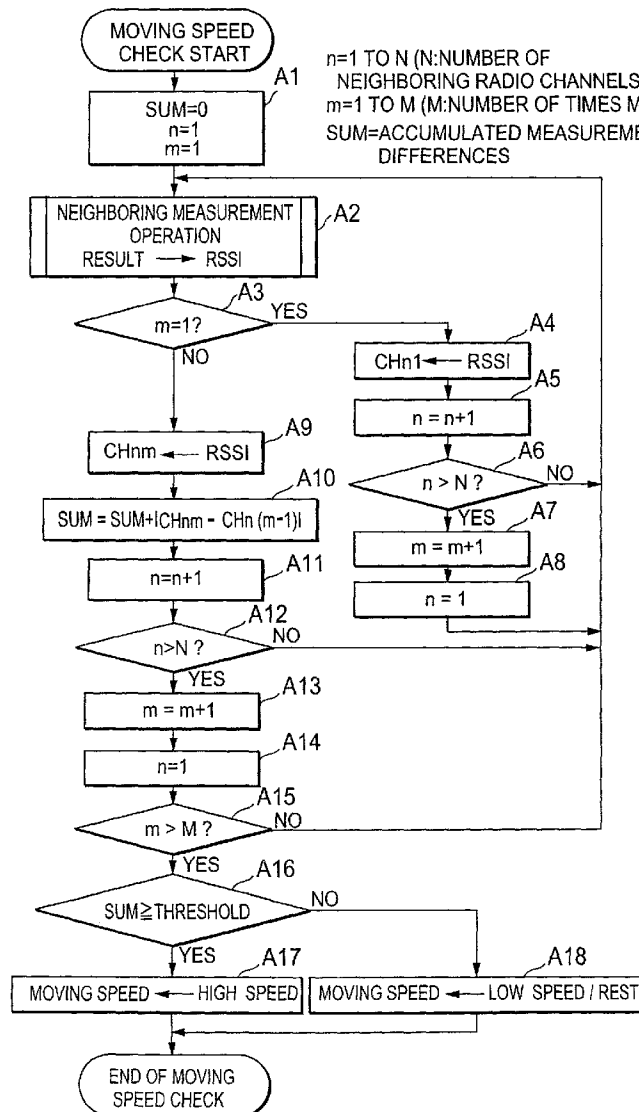 MOVING SPEED
CHECK START
n=1 TO N (N:NUMBER OF
NEIGHBORING RADIO CHANNELS
m=1 TO M (M:NUMBER OF TIMES M
SUM=ACCUMULATED
DIFFERENCES
A1
SUM=0
n=1
m=1
NEIGHBORING MEASUREMENT
OPERATION
RESULT → RSSI
A2
A3
m=1?
YES
NO
A4
CHn1 ← RSSI
A5
n = n+1
A6
n > N ?
NO
YES
A7
m = m+1
A8
n = 1
A9
CHnm ← RSSI
A10
SUM = SUM+|CHnm - CHn (m-1)|
A11
n=n+1
A12
n>N ?
NO
YES
A13
m = m+1
A14
n=1
A15
m > M ?
NO
YES
A16
SUM≧THRESHOLD
NO
YES
A17
MOVING SPEED ← HIGH SPEED
A18
MOVING SPEED ← LOW SPEED / REST
END OF MOVING
SPEED CHECK